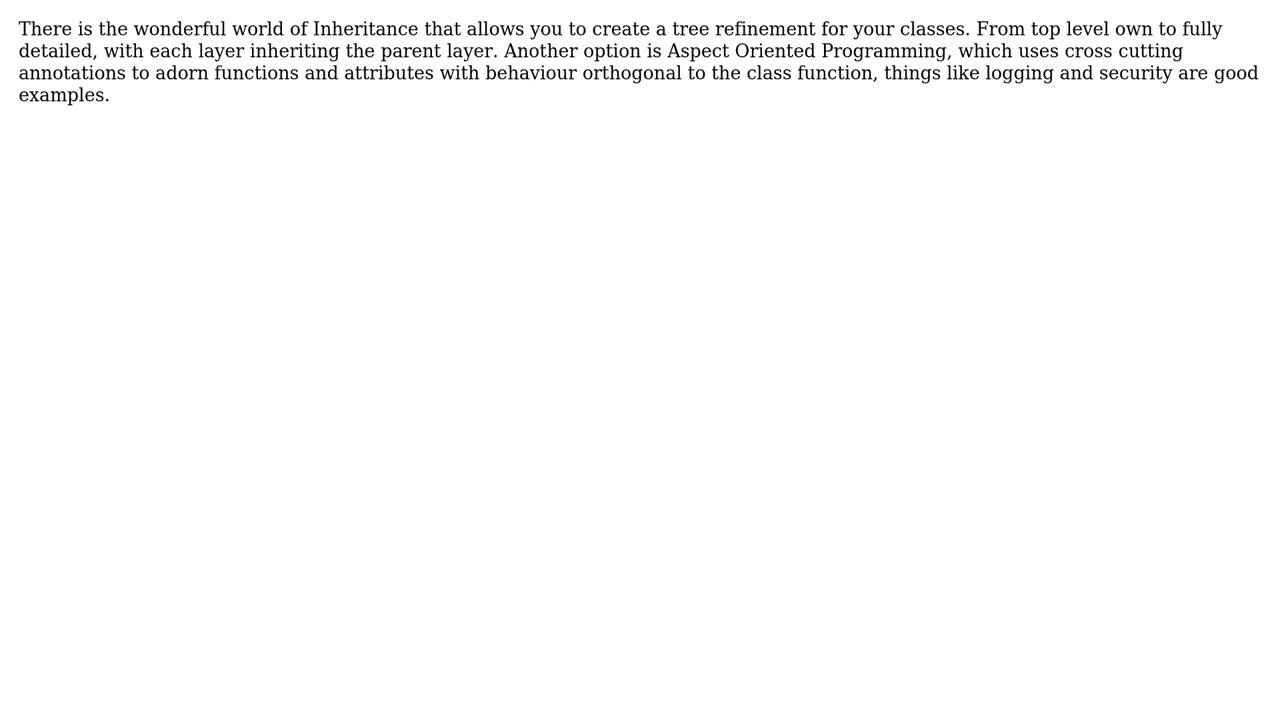 There is the wonderful world of Inheritance that allows you to create a tree refinement for your classes. From top level own to fully
detailed, with each layer inheriting the parent layer. Another option is Aspect Oriented Programming, which uses cross cutting
annotations to adorn functions and attributes with behaviour orthogonal to the class function, things like logging and security are good
examples.